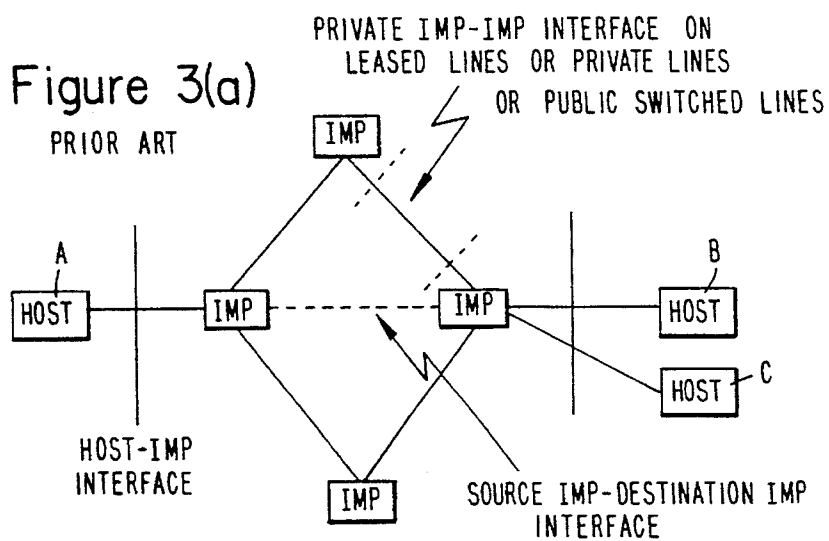 PRIVATE IMP-IMP INTERFACE ON
LEASED LINES OR PRIVATE LINES
OR PUBLIC SWITCHED LINES
Figure 3(a)
PRIOR ART
IMP
A
HOST
IMP
IMP
B
HOST
HOST
C
HOST-IMP
INTERFACE
IMP
SOURCE IMP-DESTINATION IMP
INTERFACE